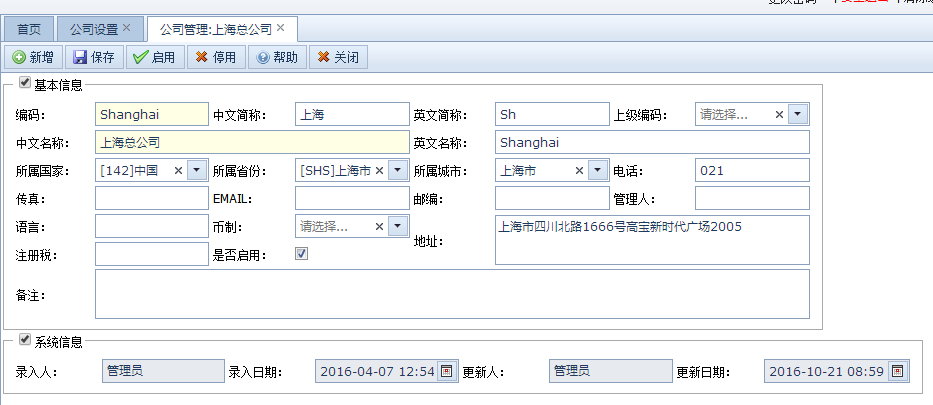 首页 公司设置 公司管理:上海总公司
新增 保存 启用 停用 帮助 关闭
基本信息
编码： Shanghai 中文简称： 上海 英文简称： Sh 上级编码： 请选择...
中文名称： 上海总公司 英文名称： Shanghai
所属国家： [142]中国 所属省份： [SHS]上海市 所属城市： 上海市 电话： 021
传真： EMAIL： 邮编： 管理人：
语言： 币制： 请选择... 地址： 上海市四川北路1666号高宝新时代广场2005
注册税： 是否启用：
备注：
系统信息
录入人： 管理员 录入日期： 2016-04-07 12:54 更新人： 管理员 更新日期： 2016-10-21 08:59